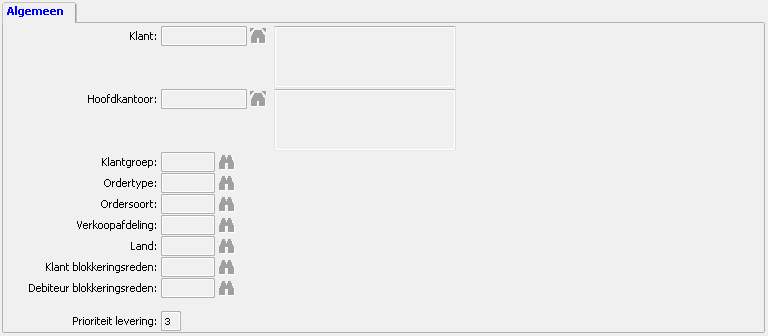 Algemeen
Klant:
Hoofdkantoor:
Klantgroep:
Ordertype:
Ordersoort:
Verkoopafdeling:
Land:
Klant blokkeringsreden:
Debiteur blokkeringsreden:
Prioriteit levering: 3